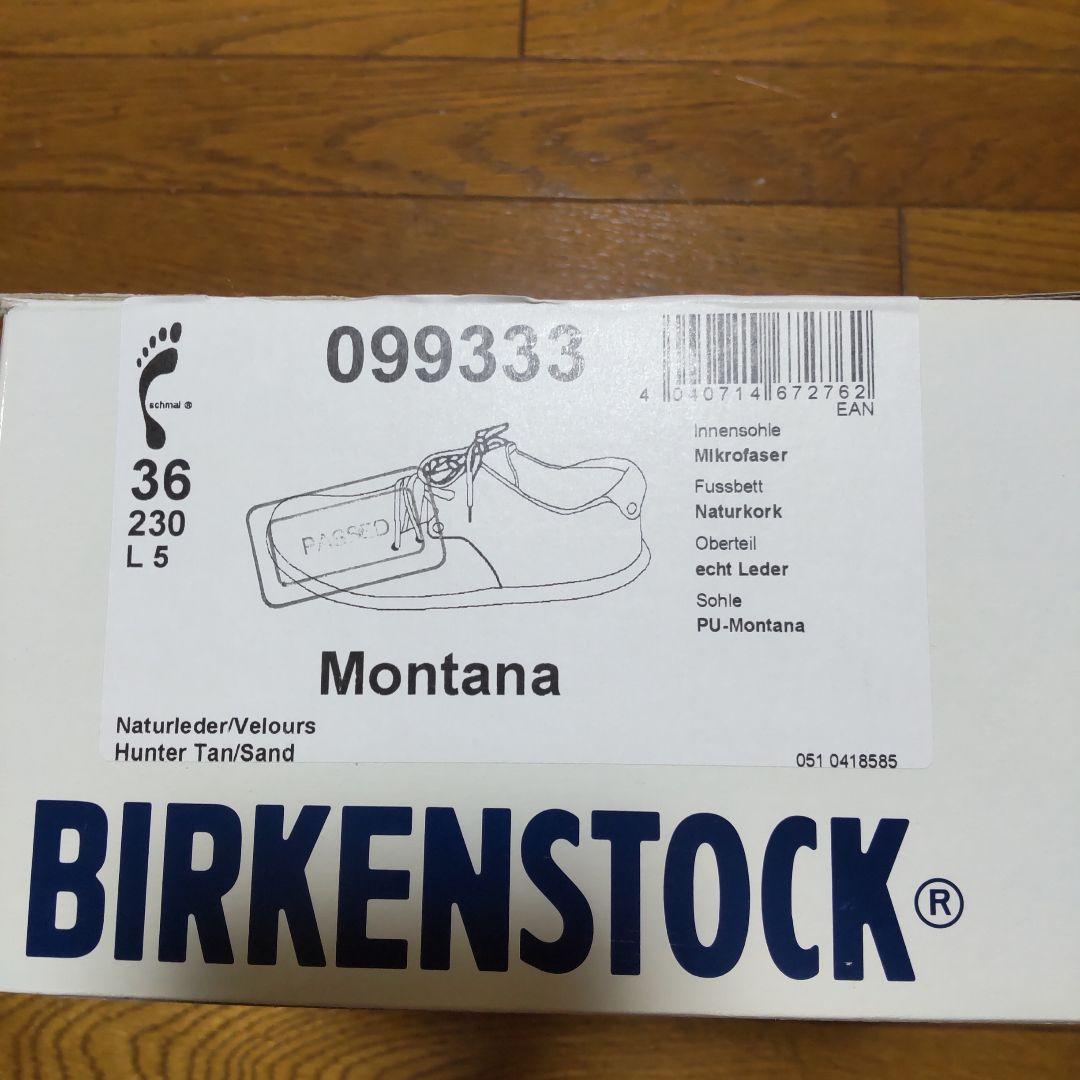 099333
4 040714 672762
EAN
schmal ®
36
230
L 5
PASSED
Innensohle
Mikrofaser
Fussbett
Naturkork
Oberteil
echt Leder
Sohle
PU-Montana
Montana
Naturleder/Velours
Hunter Tan/Sand
051 0418585
BIRKENSTOCK®